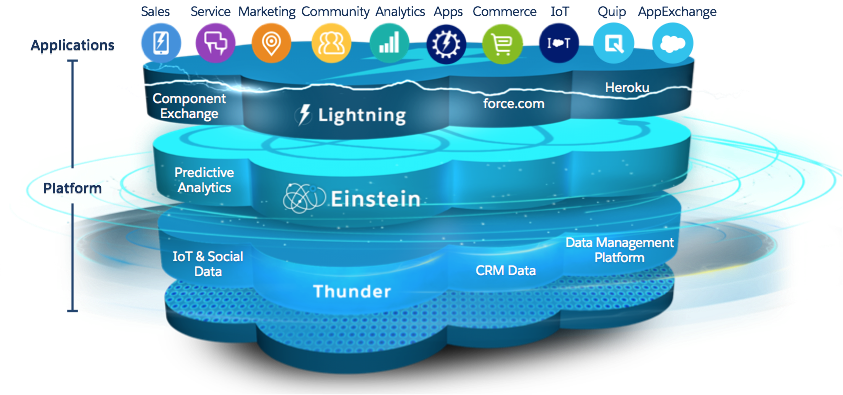 Sales
Service
Marketing
Community
Analytics
Apps
Commerce
IoT
Quip
AppExchange
Applications
IoT
Component
Exchange
Lightning
force.com
Heroku
Platform
Predictive
Analytics
Einstein
IoT & Social
Data
Thunder
CRM Data
Data Management
Platform